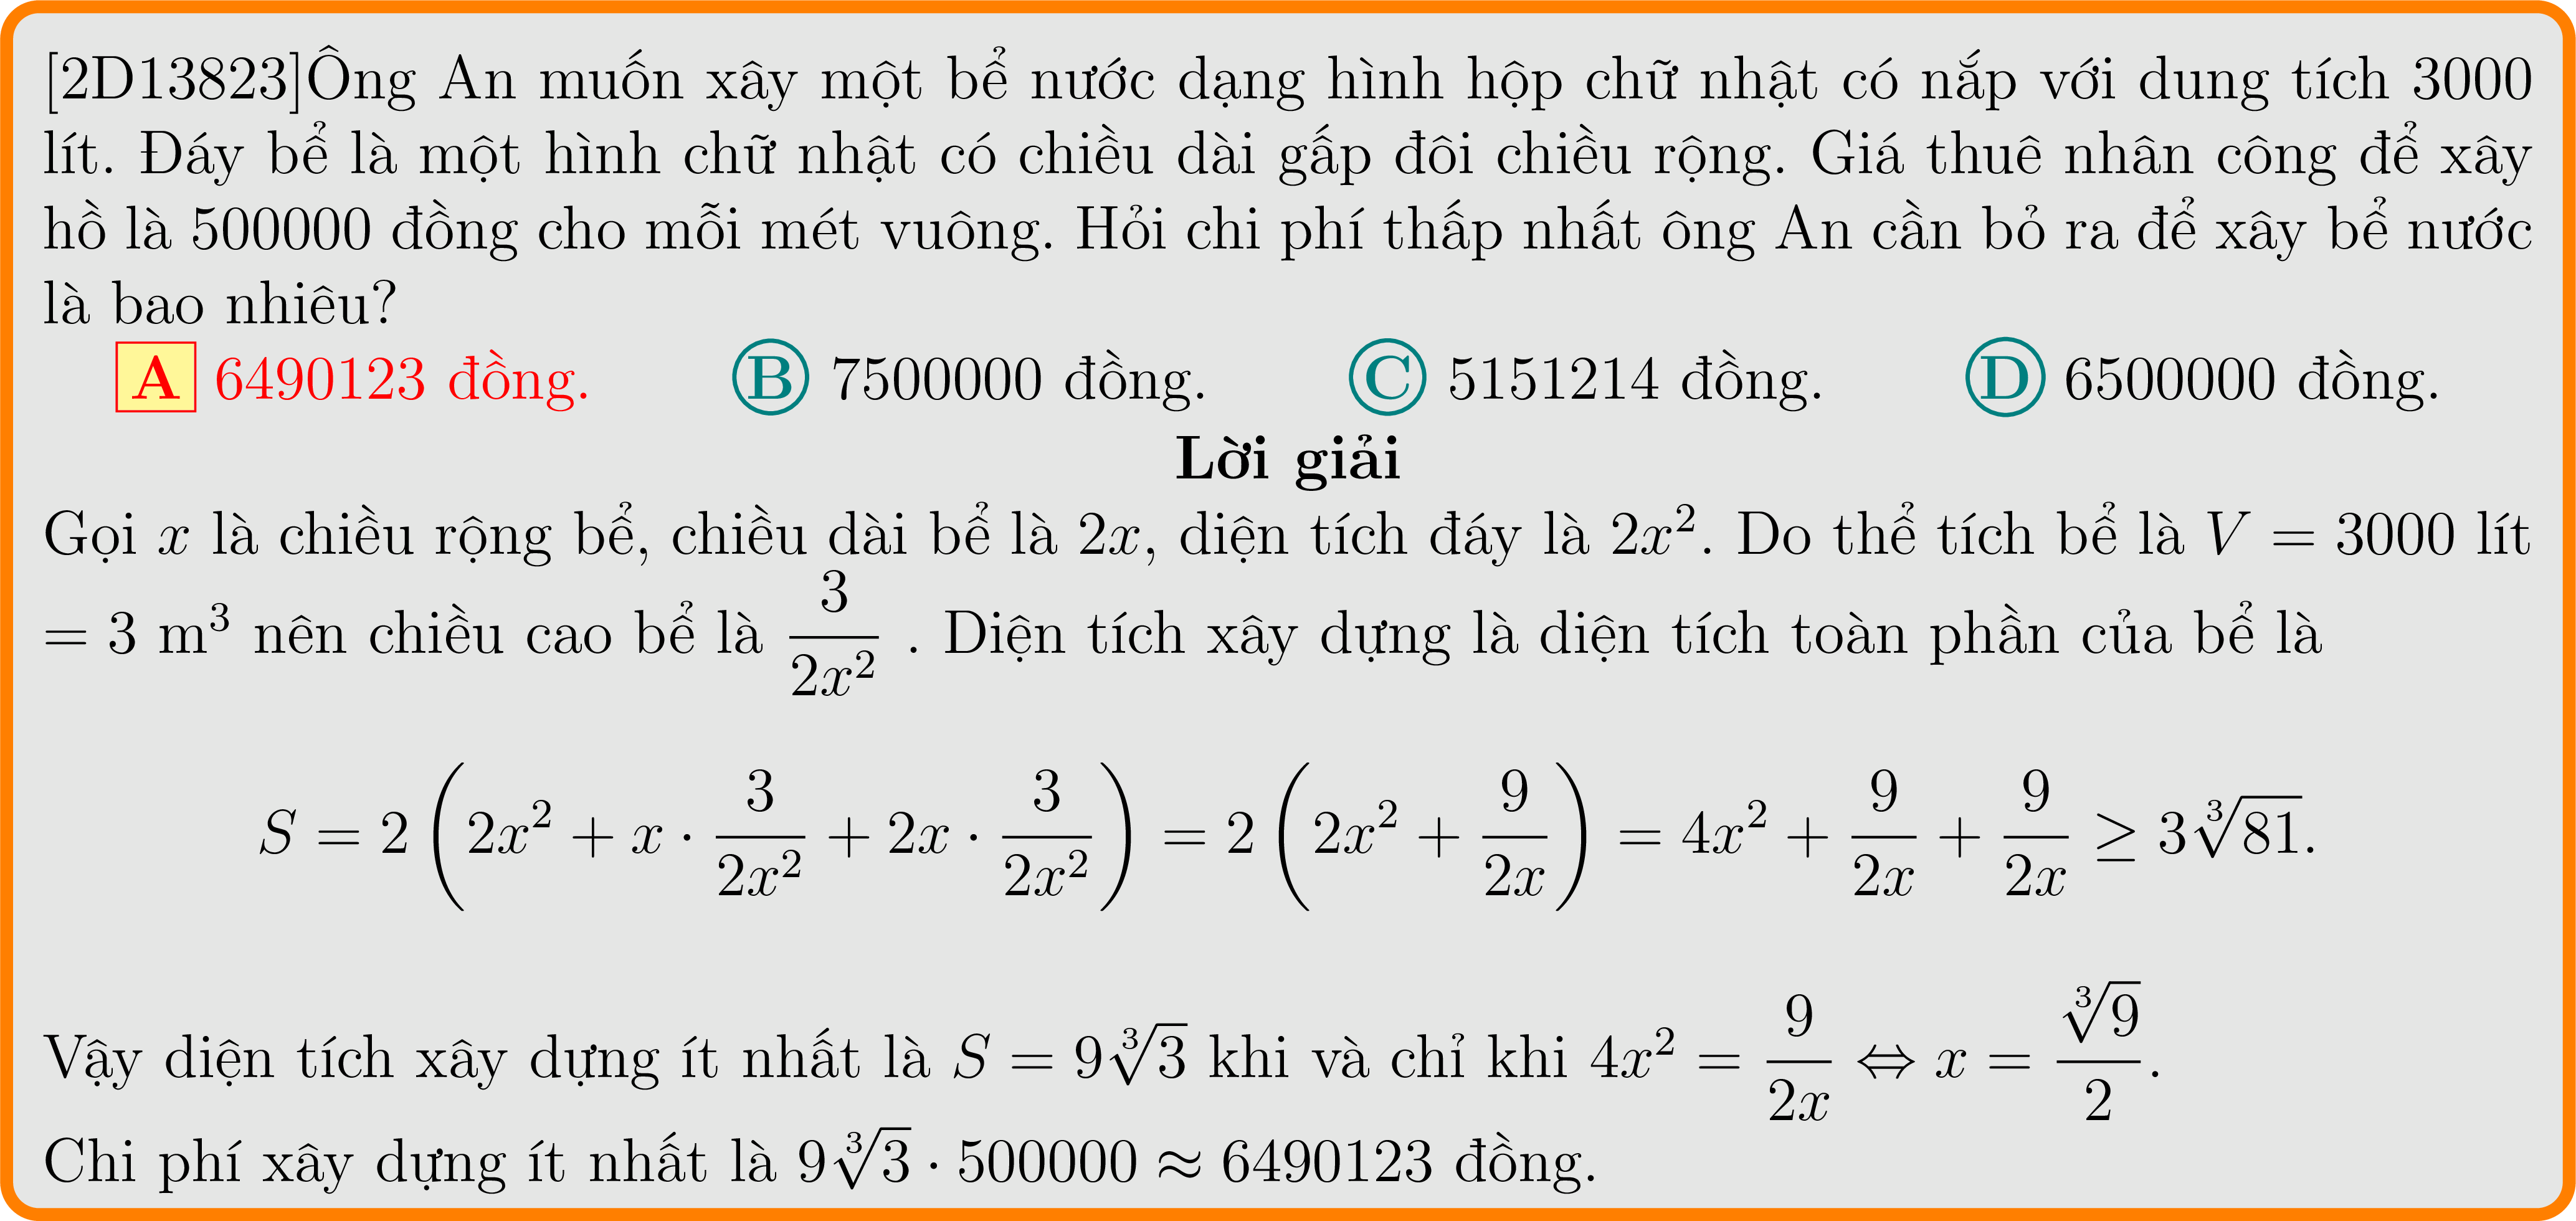 [2D13823]Ông An muốn xây một bể nước dạng hình hộp chữ nhật có nắp với dung tích 3000
lít. Đáy bể là một hình chữ nhật có chiều dài gấp đôi chiều rộng. Giá thuê nhân công để xây
hồ là 500000 đồng cho mỗi mét vuông. Hỏi chi phí thấp nhất ông An cần bỏ ra để xây bể nước
là bao nhiêu?
A 6490123 đồng. B 7500000 đồng. C 5151214 đồng. D 6500000 đồng.
Lời giải
Gọi $x$ là chiều rộng bể, chiều dài bể là $2x$, diện tích đáy là $2x^2$. Do thể tích bể là $V = 3000$ lít
$= 3$ m$^3$ nên chiều cao bể là $\dfrac{3}{2x^2}$ . Diện tích xây dựng là diện tích toàn phần của bể là
$S = 2\left(2x^2 + x \cdot \dfrac{3}{2x^2} + 2x \cdot \dfrac{3}{2x^2}\right) = 2\left(2x^2 + \dfrac{9}{2x}\right) = 4x^2 + \dfrac{9}{2x} + \dfrac{9}{2x} \geq 3\sqrt[3]{81}.$
Vậy diện tích xây dựng ít nhất là $S = 9\sqrt[3]{3}$ khi và chỉ khi $4x^2 = \dfrac{9}{2x} \Leftrightarrow x = \dfrac{\sqrt[3]{9}}{2}$.
Chi phí xây dựng ít nhất là $9\sqrt[3]{3} \cdot 500000 \approx 6490123$ đồng.